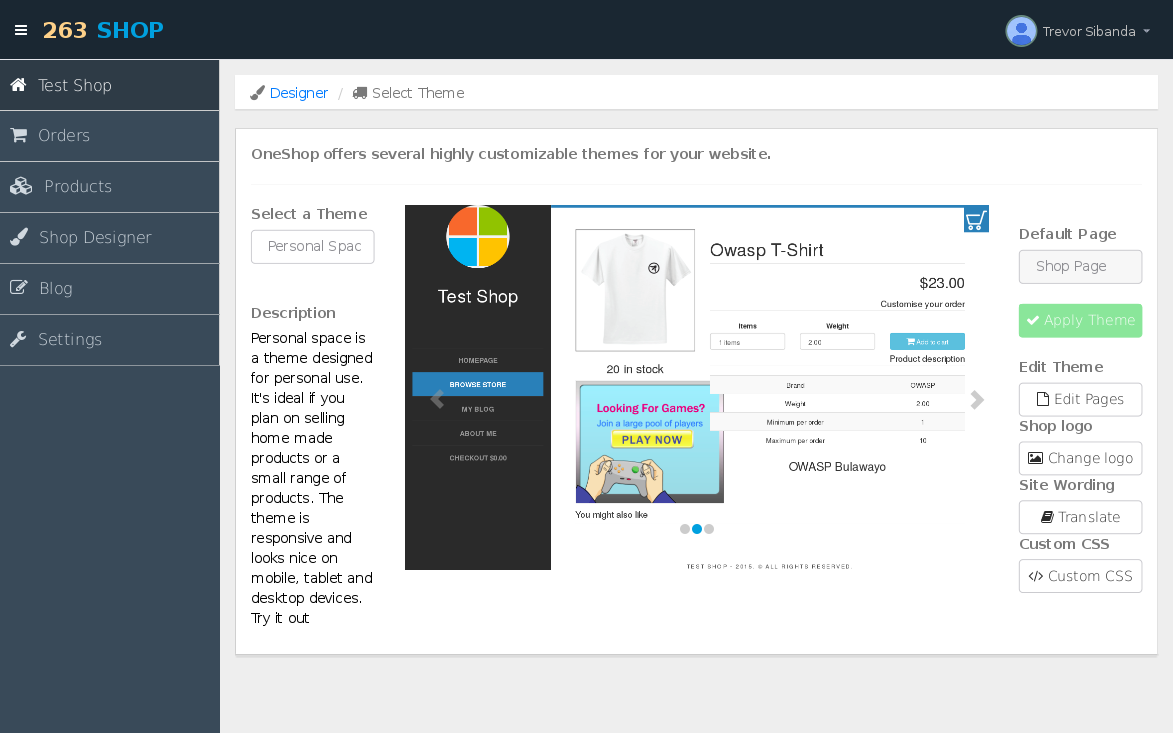 263 SHOP
Trevor Sibanda
Test Shop
Orders
Products
Shop Designer
Blog
Settings
Designer / Select Theme
OneShop offers several highly customizable themes for your website.
Select a Theme
Personal Spac
Description
Personal space is
a theme designed
for personal use.
It's ideal if you
plan on selling
home made
products or a
small range of
products. The
theme is
responsive and
looks nice on
mobile, tablet and
desktop devices.
Try it out
Test Shop
HOMEPAGE
BROWSE STORE
MY BLOG
ABOUT ME
CHECKOUT $0.00
20 in stock
Looking For Games?
Join a large pool of players
PLAY NOW
You might also like
Owasp T-Shirt
$23.00
Customise your order
Items Weight
1 Items 2.00 Add to cart
Product description
Brand OWASP
Weight 2.00
Minimum per order 1
Maximum per order 10
OWASP Bulawayo
TEST SHOP - 2015. © ALL RIGHTS RESERVED.
Default Page
Shop Page
Apply Theme
Edit Theme
Edit Pages
Shop logo
Change logo
Site Wording
Translate
Custom CSS
</> Custom CSS